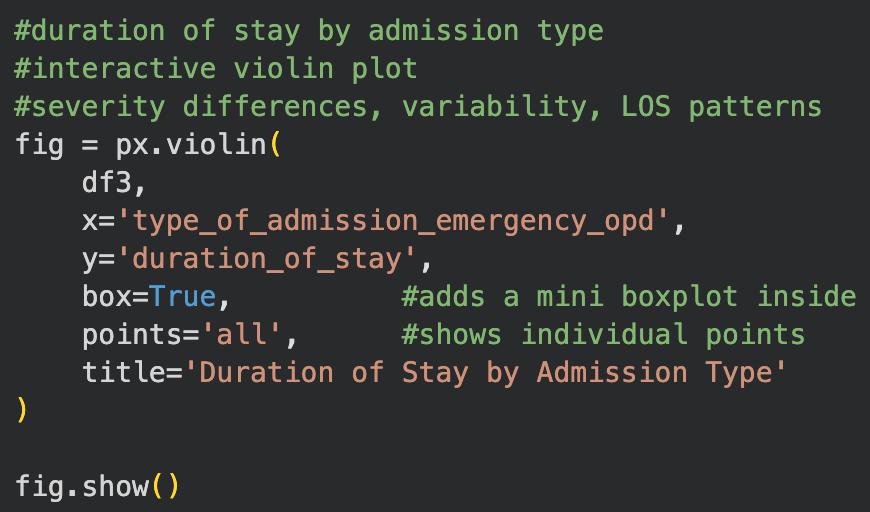 #duration of stay by admission type
#interactive violin plot
#severity differences, variability, LOS patterns
fig = px.violin(
    df3,
    x='type_of_admission_emergency_opd',
    y='duration_of_stay',
    box=True,          #adds a mini boxplot inside
    points='all',      #shows individual points
    title='Duration of Stay by Admission Type'
)

fig.show()